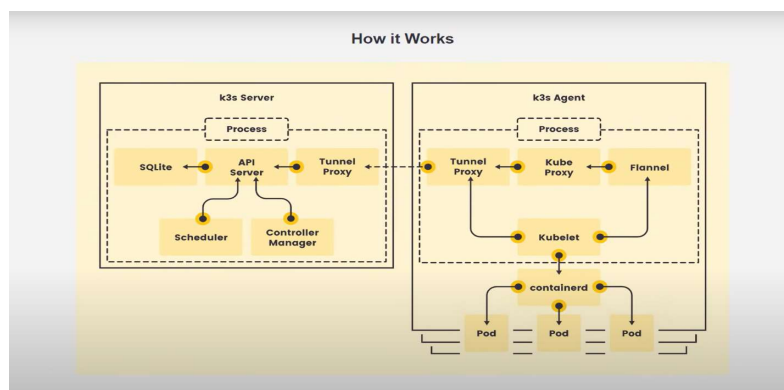 How it Works
k3s Server
Process
SQLite
API
Server
Tunnel
Proxy
Scheduler
Controller
Manager
k3s Agent
Process
Tunnel
Proxy
Kube
Proxy
Flannel
Kubelet
containerd
Pod
Pod
Pod